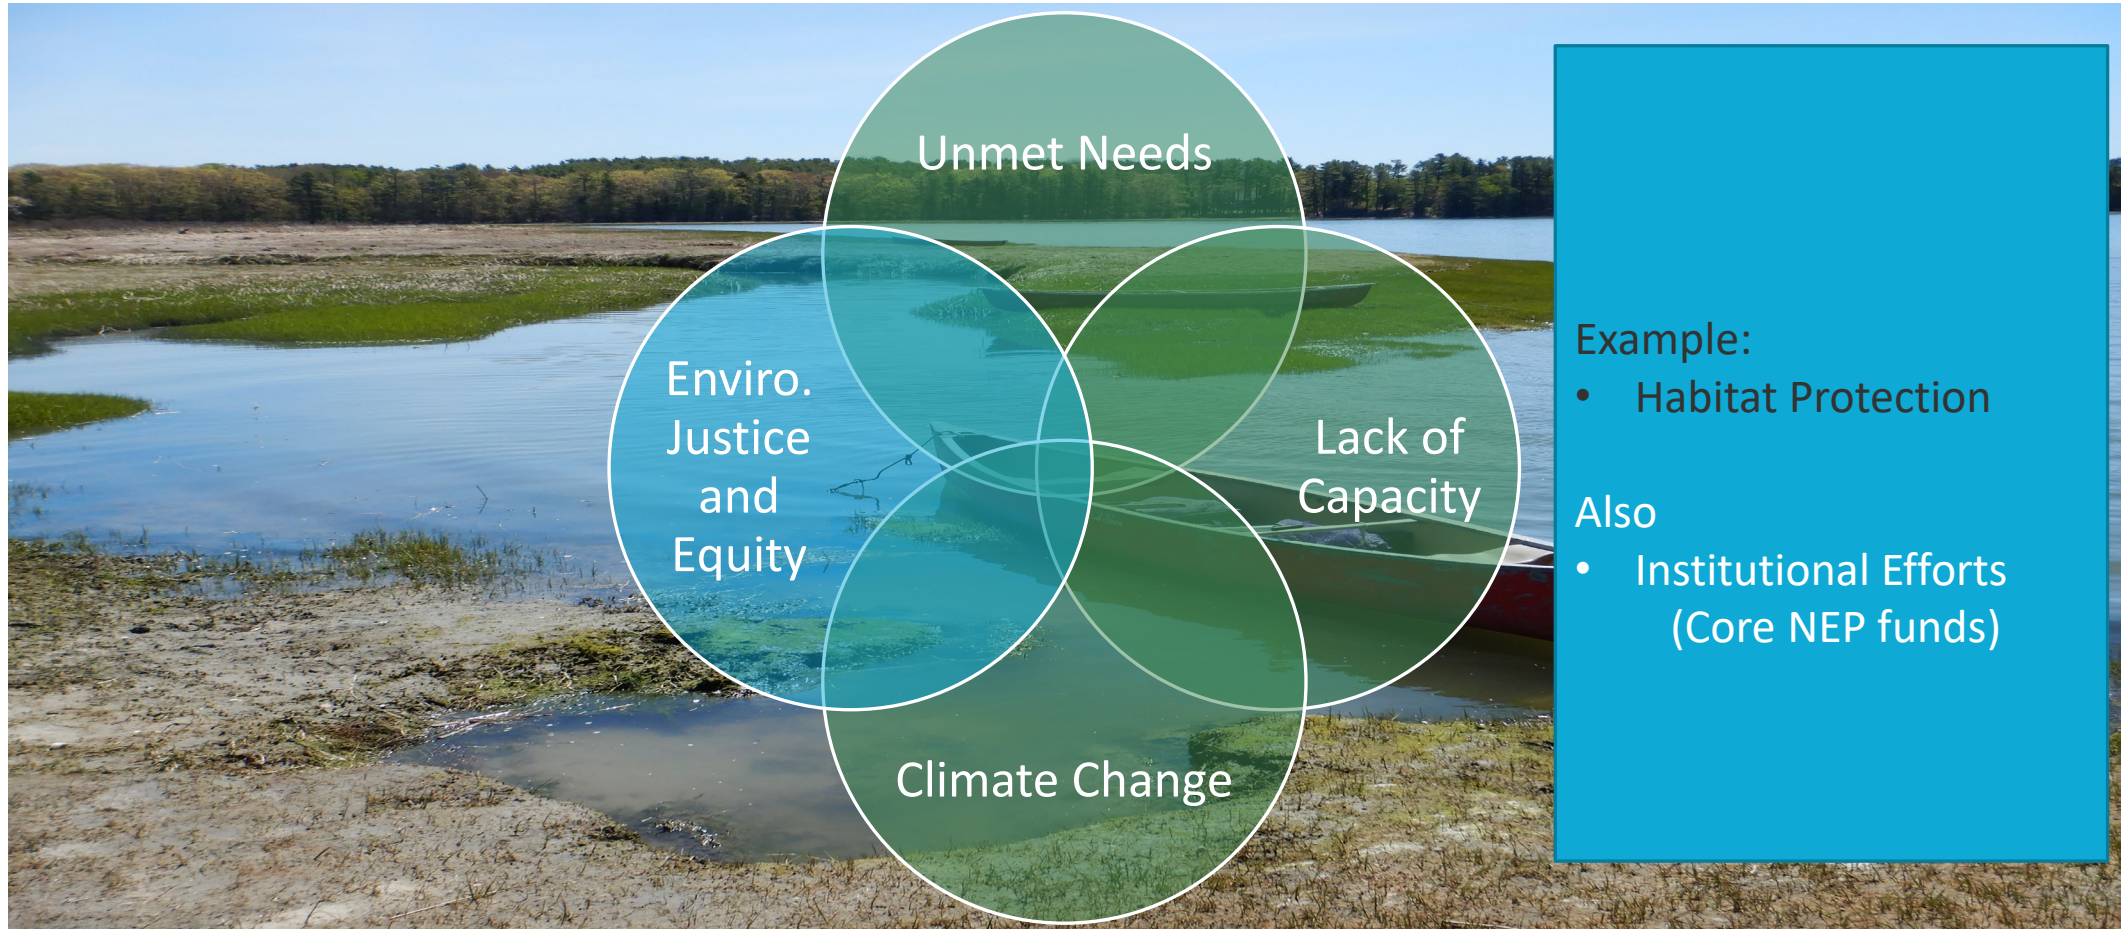 Unmet Needs
Enviro.
Justice
and
Equity
Lack of
Capacity
Climate Change
Example:
• Habitat Protection
Also
• Institutional Efforts
(Core NEP funds)